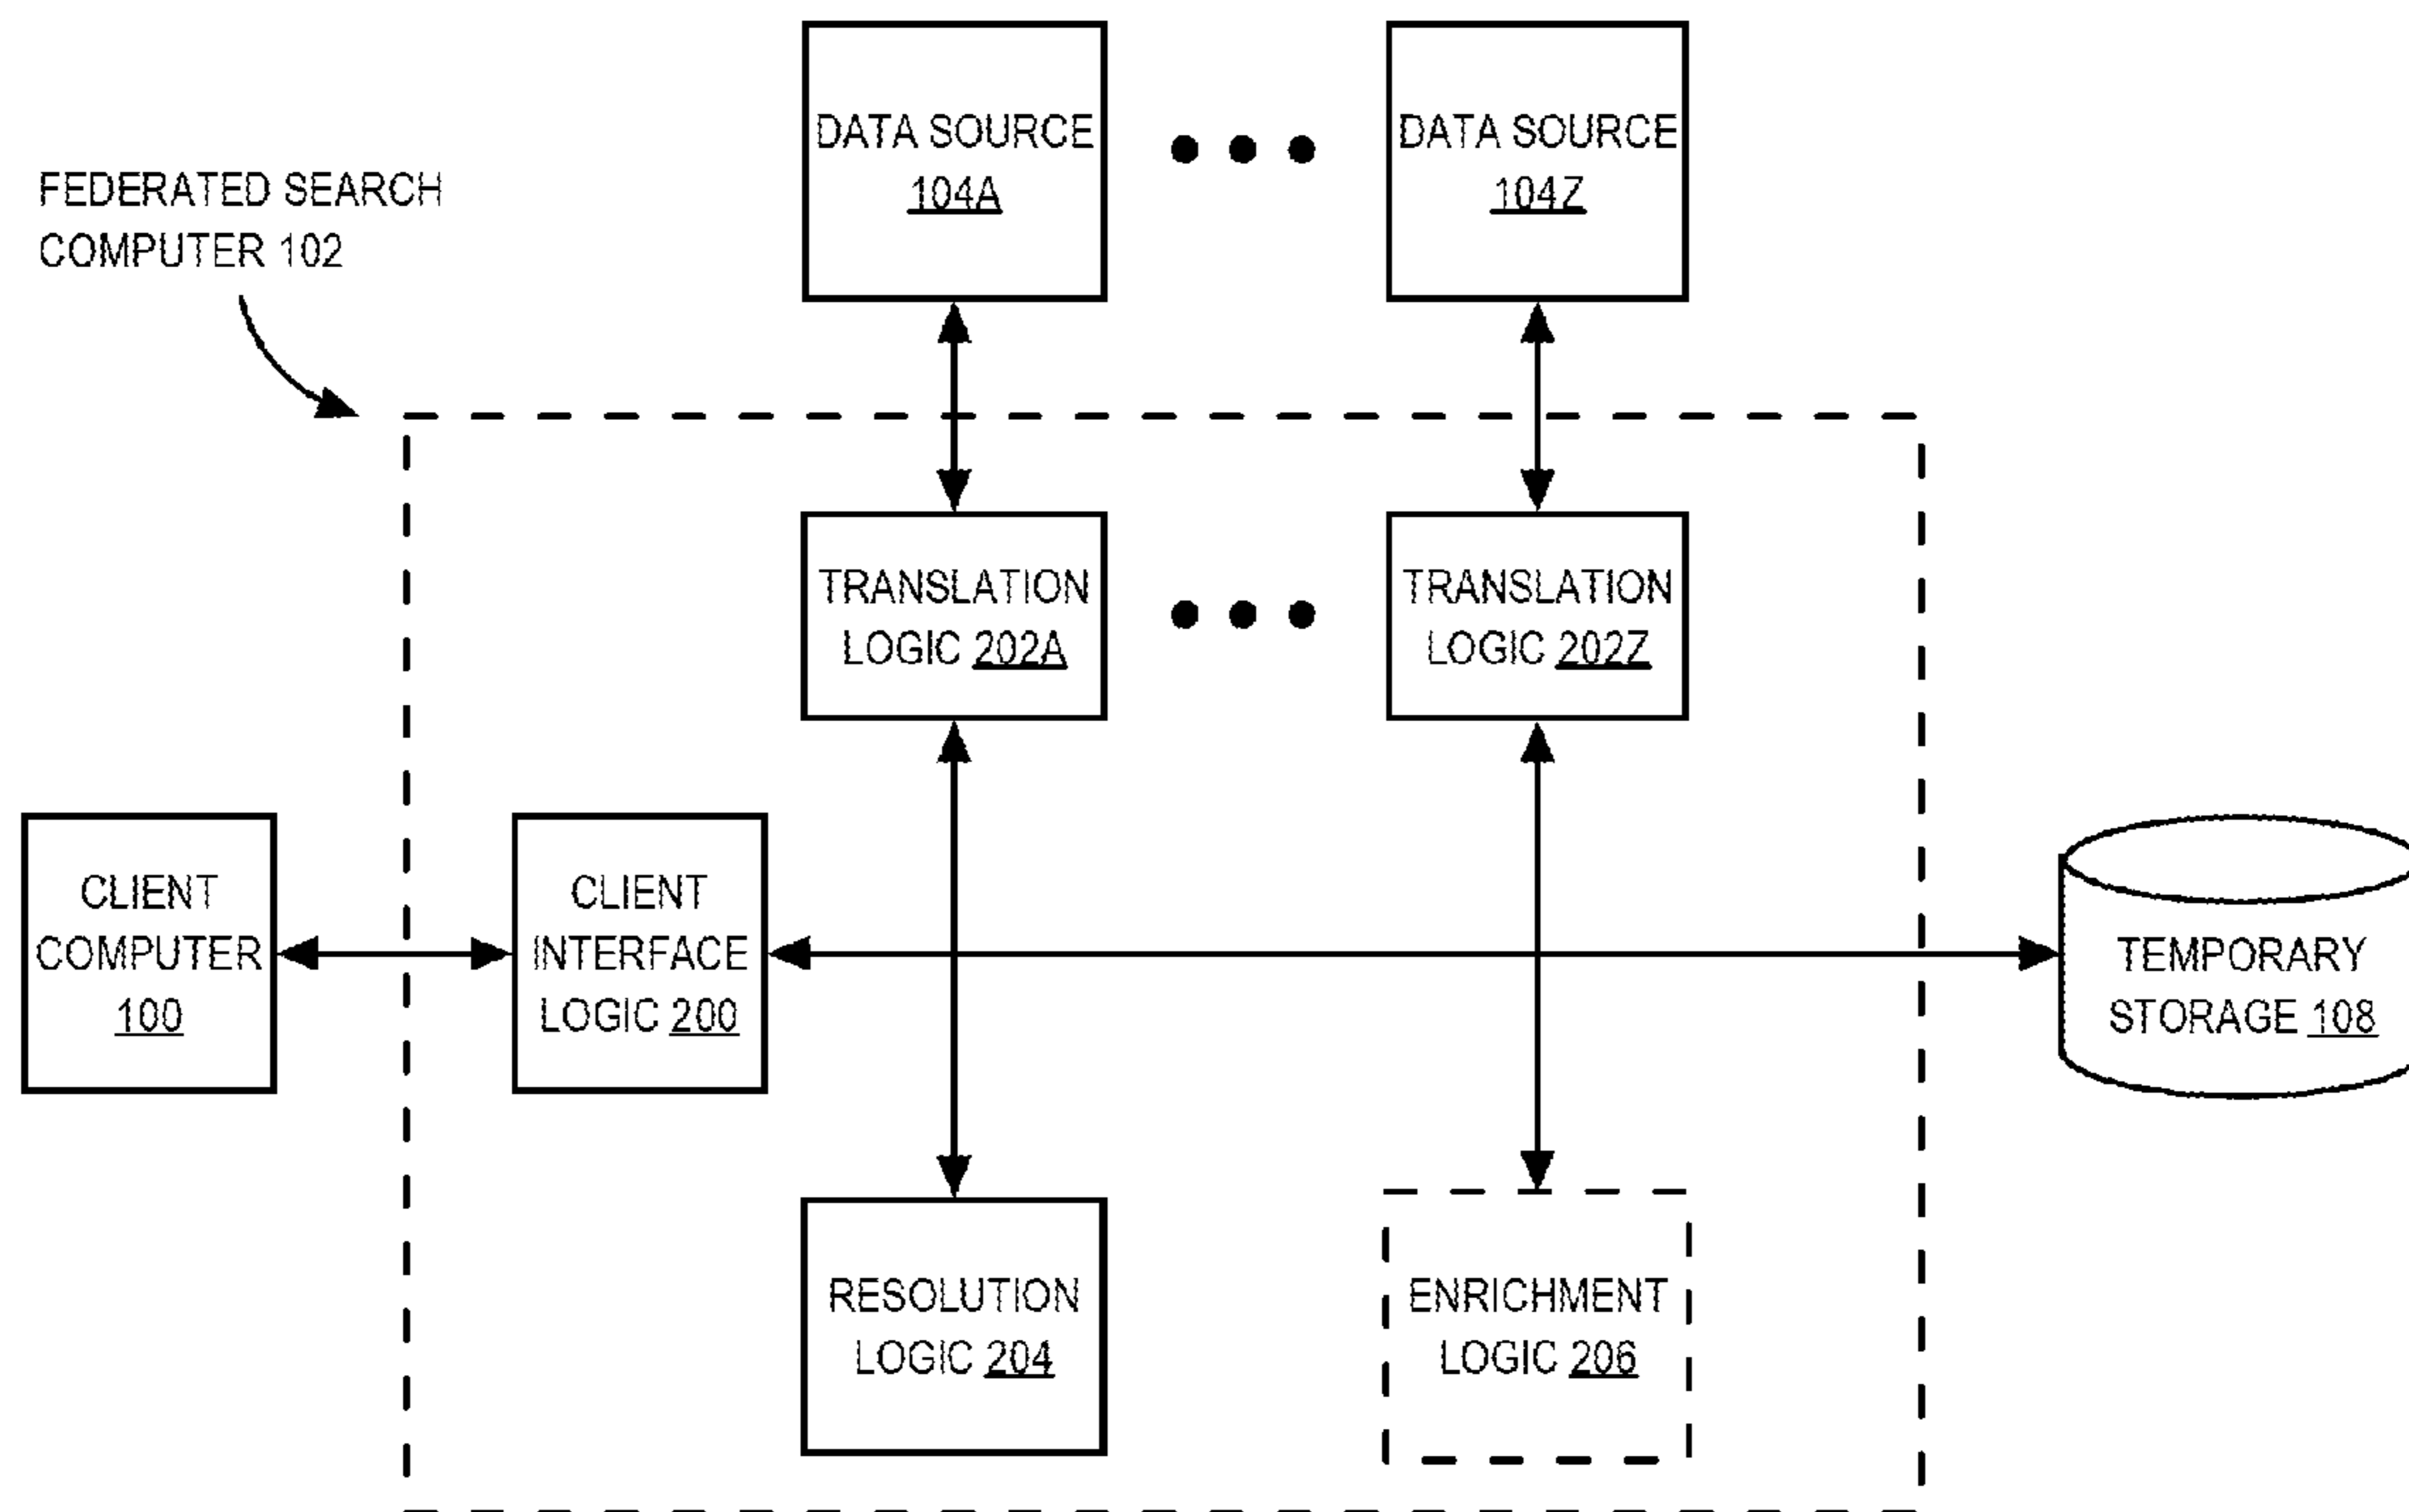 DATA SOURCE
104A
DATA SOURCE
104Z
FEDERATED SEARCH
COMPUTER 102
TRANSLATION
LOGIC 202A
TRANSLATION
LOGIC 202Z
CLIENT
COMPUTER
100
CLIENT
INTERFACE
LOGIC 200
TEMPORARY
STORAGE 108
RESOLUTION
LOGIC 204
ENRICHMENT
LOGIC 206